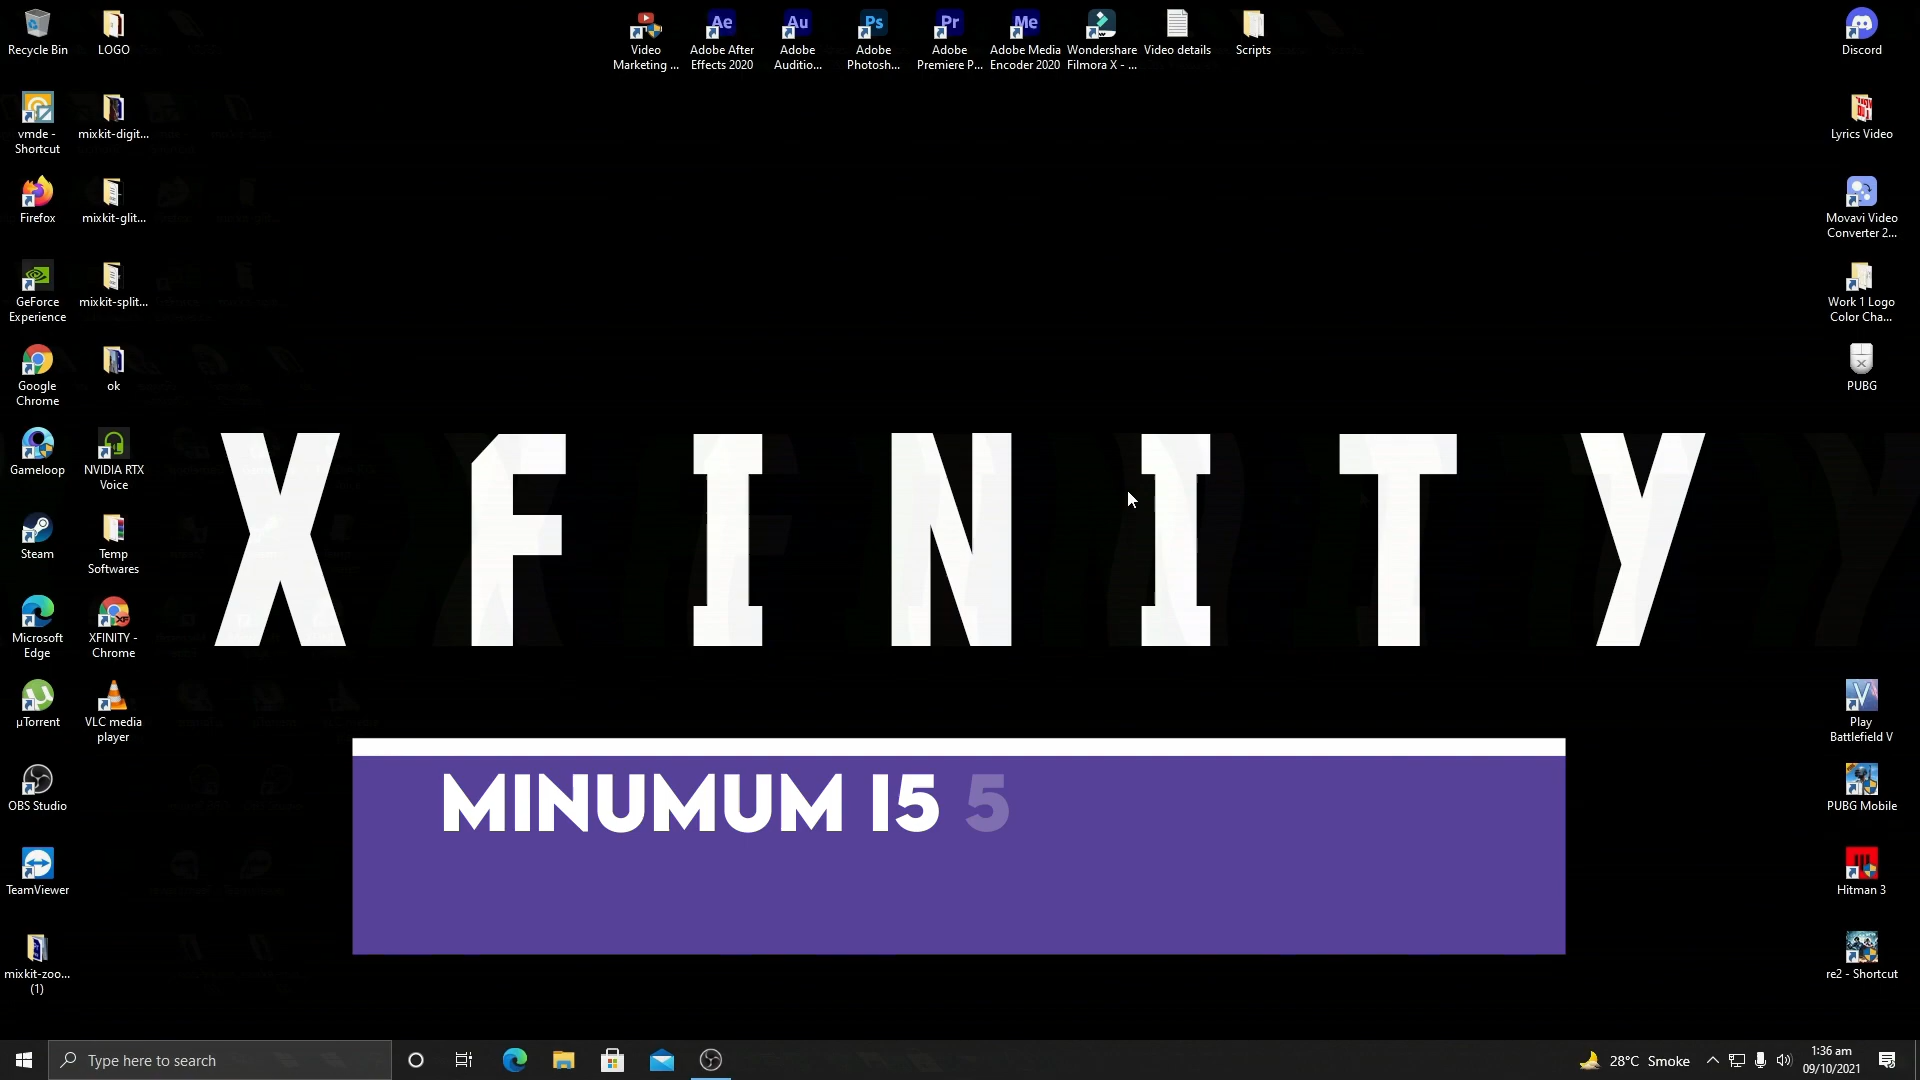 Recycle Bin
LOGO
Video
Marketing ...
Adobe After
Effects 2020
Adobe
Auditio...
Adobe
Photosh...
Adobe
Premiere P...
Adobe Media
Encoder 2020
Wondershare
Filmora X - ...
Video details
Scripts
Discord
vmde -
Shortcut
mixkit-digit...
Lyrics Video
Firefox
mixkit-glit...
Movavi Video
Converter 2...
GeForce
Experience
mixkit-split...
Work 1 Logo
Color Cha...
Google
Chrome
ok
PUBG
Gameloop
NVIDIA RTX
Voice
XFINITY
Steam
Temp
Softwares
Microsoft
Edge
XFINITY -
Chrome
µTorrent
VLC media
player
Play
Battlefield V
MINUMUM I5 5
OBS Studio
PUBG Mobile
TeamViewer
Hitman 3
mixkit-zoo...
(1)
re2 - Shortcut
Type here to search
28°C Smoke
1:36 am
09/10/2021